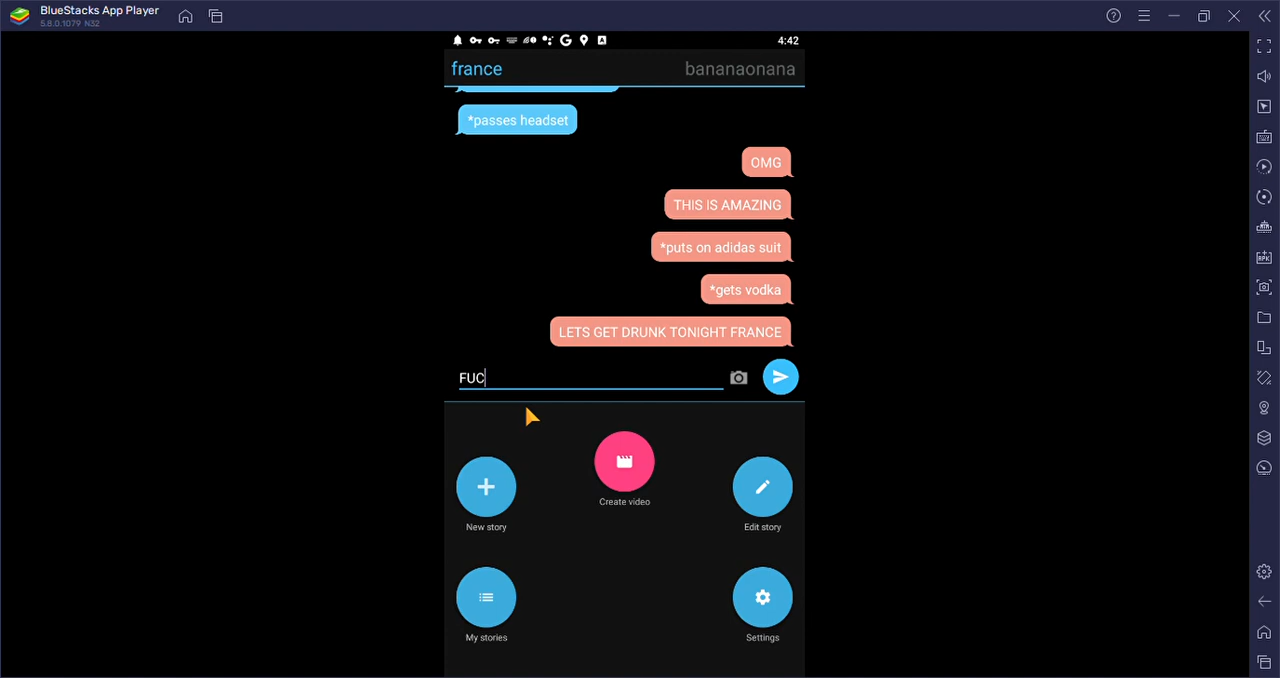 BlueStacks App Player
5.8.0.1079 N32
4:42
france
bananaonana
*passes headset
OMG
THIS IS AMAZING
*puts on adidas suit
*gets vodka
LETS GET DRUNK TONIGHT FRANCE
FUC
Create video
New story
Edit story
My stories
Settings